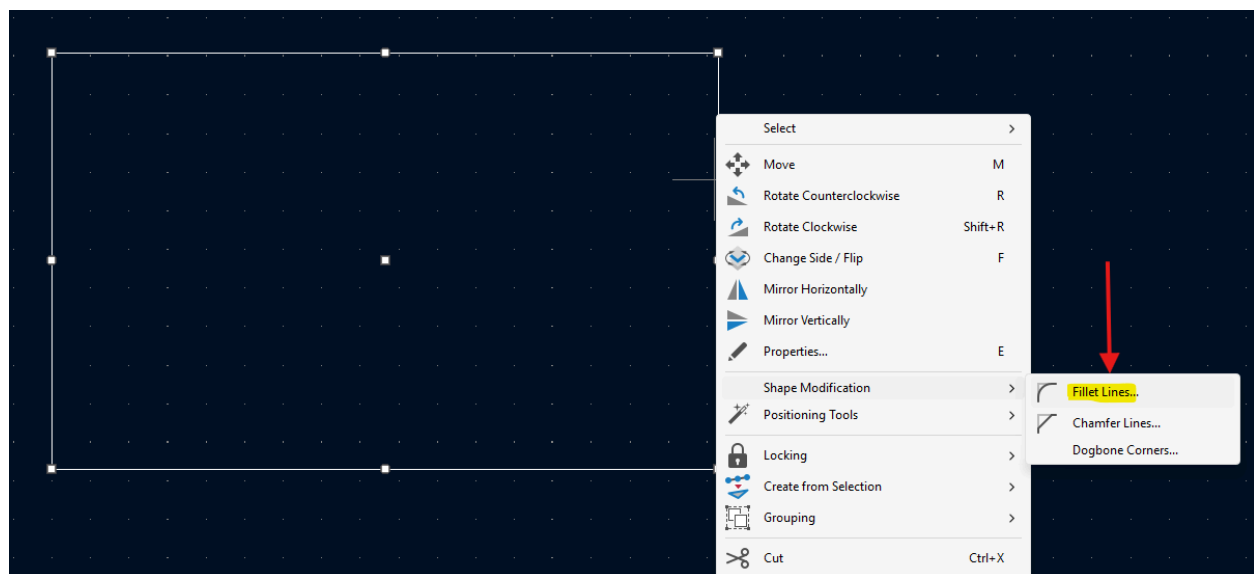 Select
Move M
Rotate Counterclockwise R
Rotate Clockwise Shift+R
Change Side / Flip F
Mirror Horizontally
Mirror Vertically
Properties... E
Shape Modification
Positioning Tools
Locking
Create from Selection
Grouping
Cut Ctrl+X
Fillet Lines...
Chamfer Lines...
Dogbone Corners...